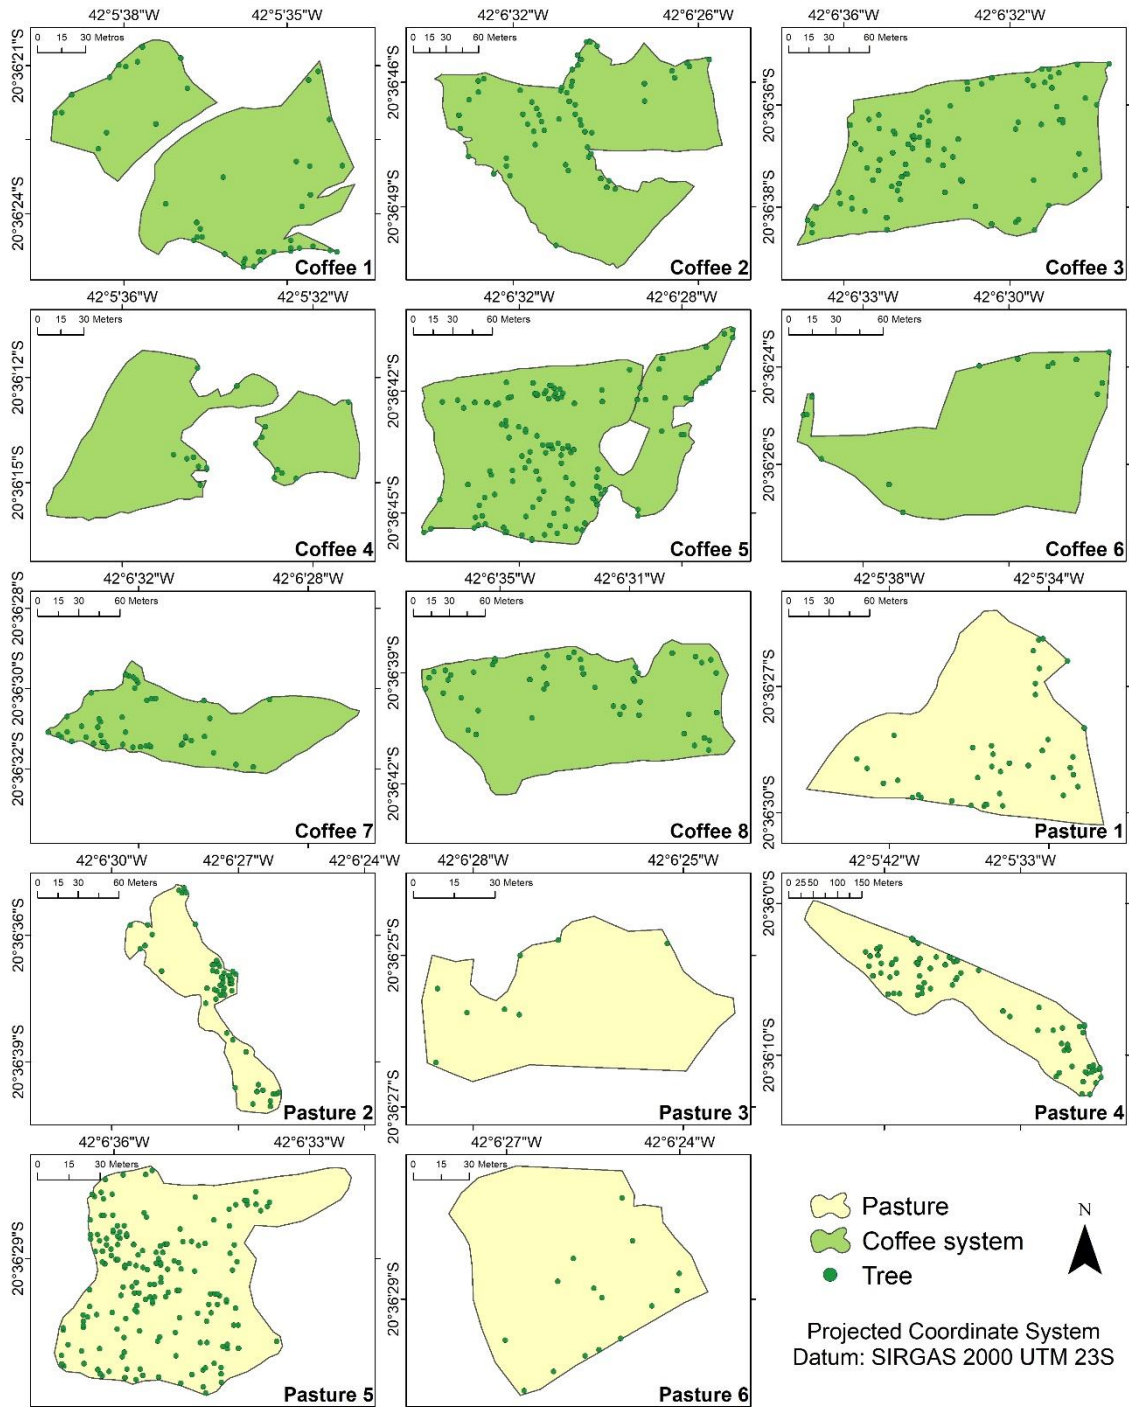 42°5'38"W 42°5'35"W
0 15 30 Metros
20°36'21"S
20°36'24"S
Coffee 1
42°6'32"W 42°6'26"W
0 15 30 60 Meters
20°36'46"S
20°36'49"S
Coffee 2
42°6'36"W 42°6'32"W
0 15 30 60 Meters
20°36'36"S
20°36'38"S
Coffee 3
42°5'36"W 42°5'32"W
0 15 30 Meters
20°36'12"S
20°36'15"S
Coffee 4
42°6'32"W 42°6'28"W
0 15 30 60 Meters
20°36'42"S
20°36'45"S
Coffee 5
42°6'33"W 42°6'30"W
0 15 30 60 Meters
20°36'24"S
20°36'26"S
Coffee 6
42°6'32"W 42°6'28"W
0 15 30 60 Meters
20°36'28"S
20°36'30"S
20°36'32"S
Coffee 7
42°6'35"W 42°6'31"W
0 15 30 60 Meters
20°36'39"S
20°36'42"S
Coffee 8
42°5'38"W 42°5'34"W
0 15 30 60 Meters
20°36'27"S
20°36'30"S
Pasture 1
42°6'30"W 42°6'27"W 42°6'24"W
0 15 30 60 Meters
20°36'36"S
20°36'39"S
Pasture 2
42°6'28"W 42°6'25"W
0 15 30 Meters
20°36'25"S
20°36'27"S
Pasture 3
42°5'42"W 42°5'33"W
0 25 50 100 150 Meters
20°36'0"S
20°36'10"S
Pasture 4
42°6'36"W 42°6'33"W
0 15 30 Meters
20°36'29"S
Pasture 5
42°6'27"W 42°6'24"W
0 15 30 Meters
20°36'29"S
Pasture 6
Pasture
Coffee system
Tree
N
Projected Coordinate System
Datum: SIRGAS 2000 UTM 23S